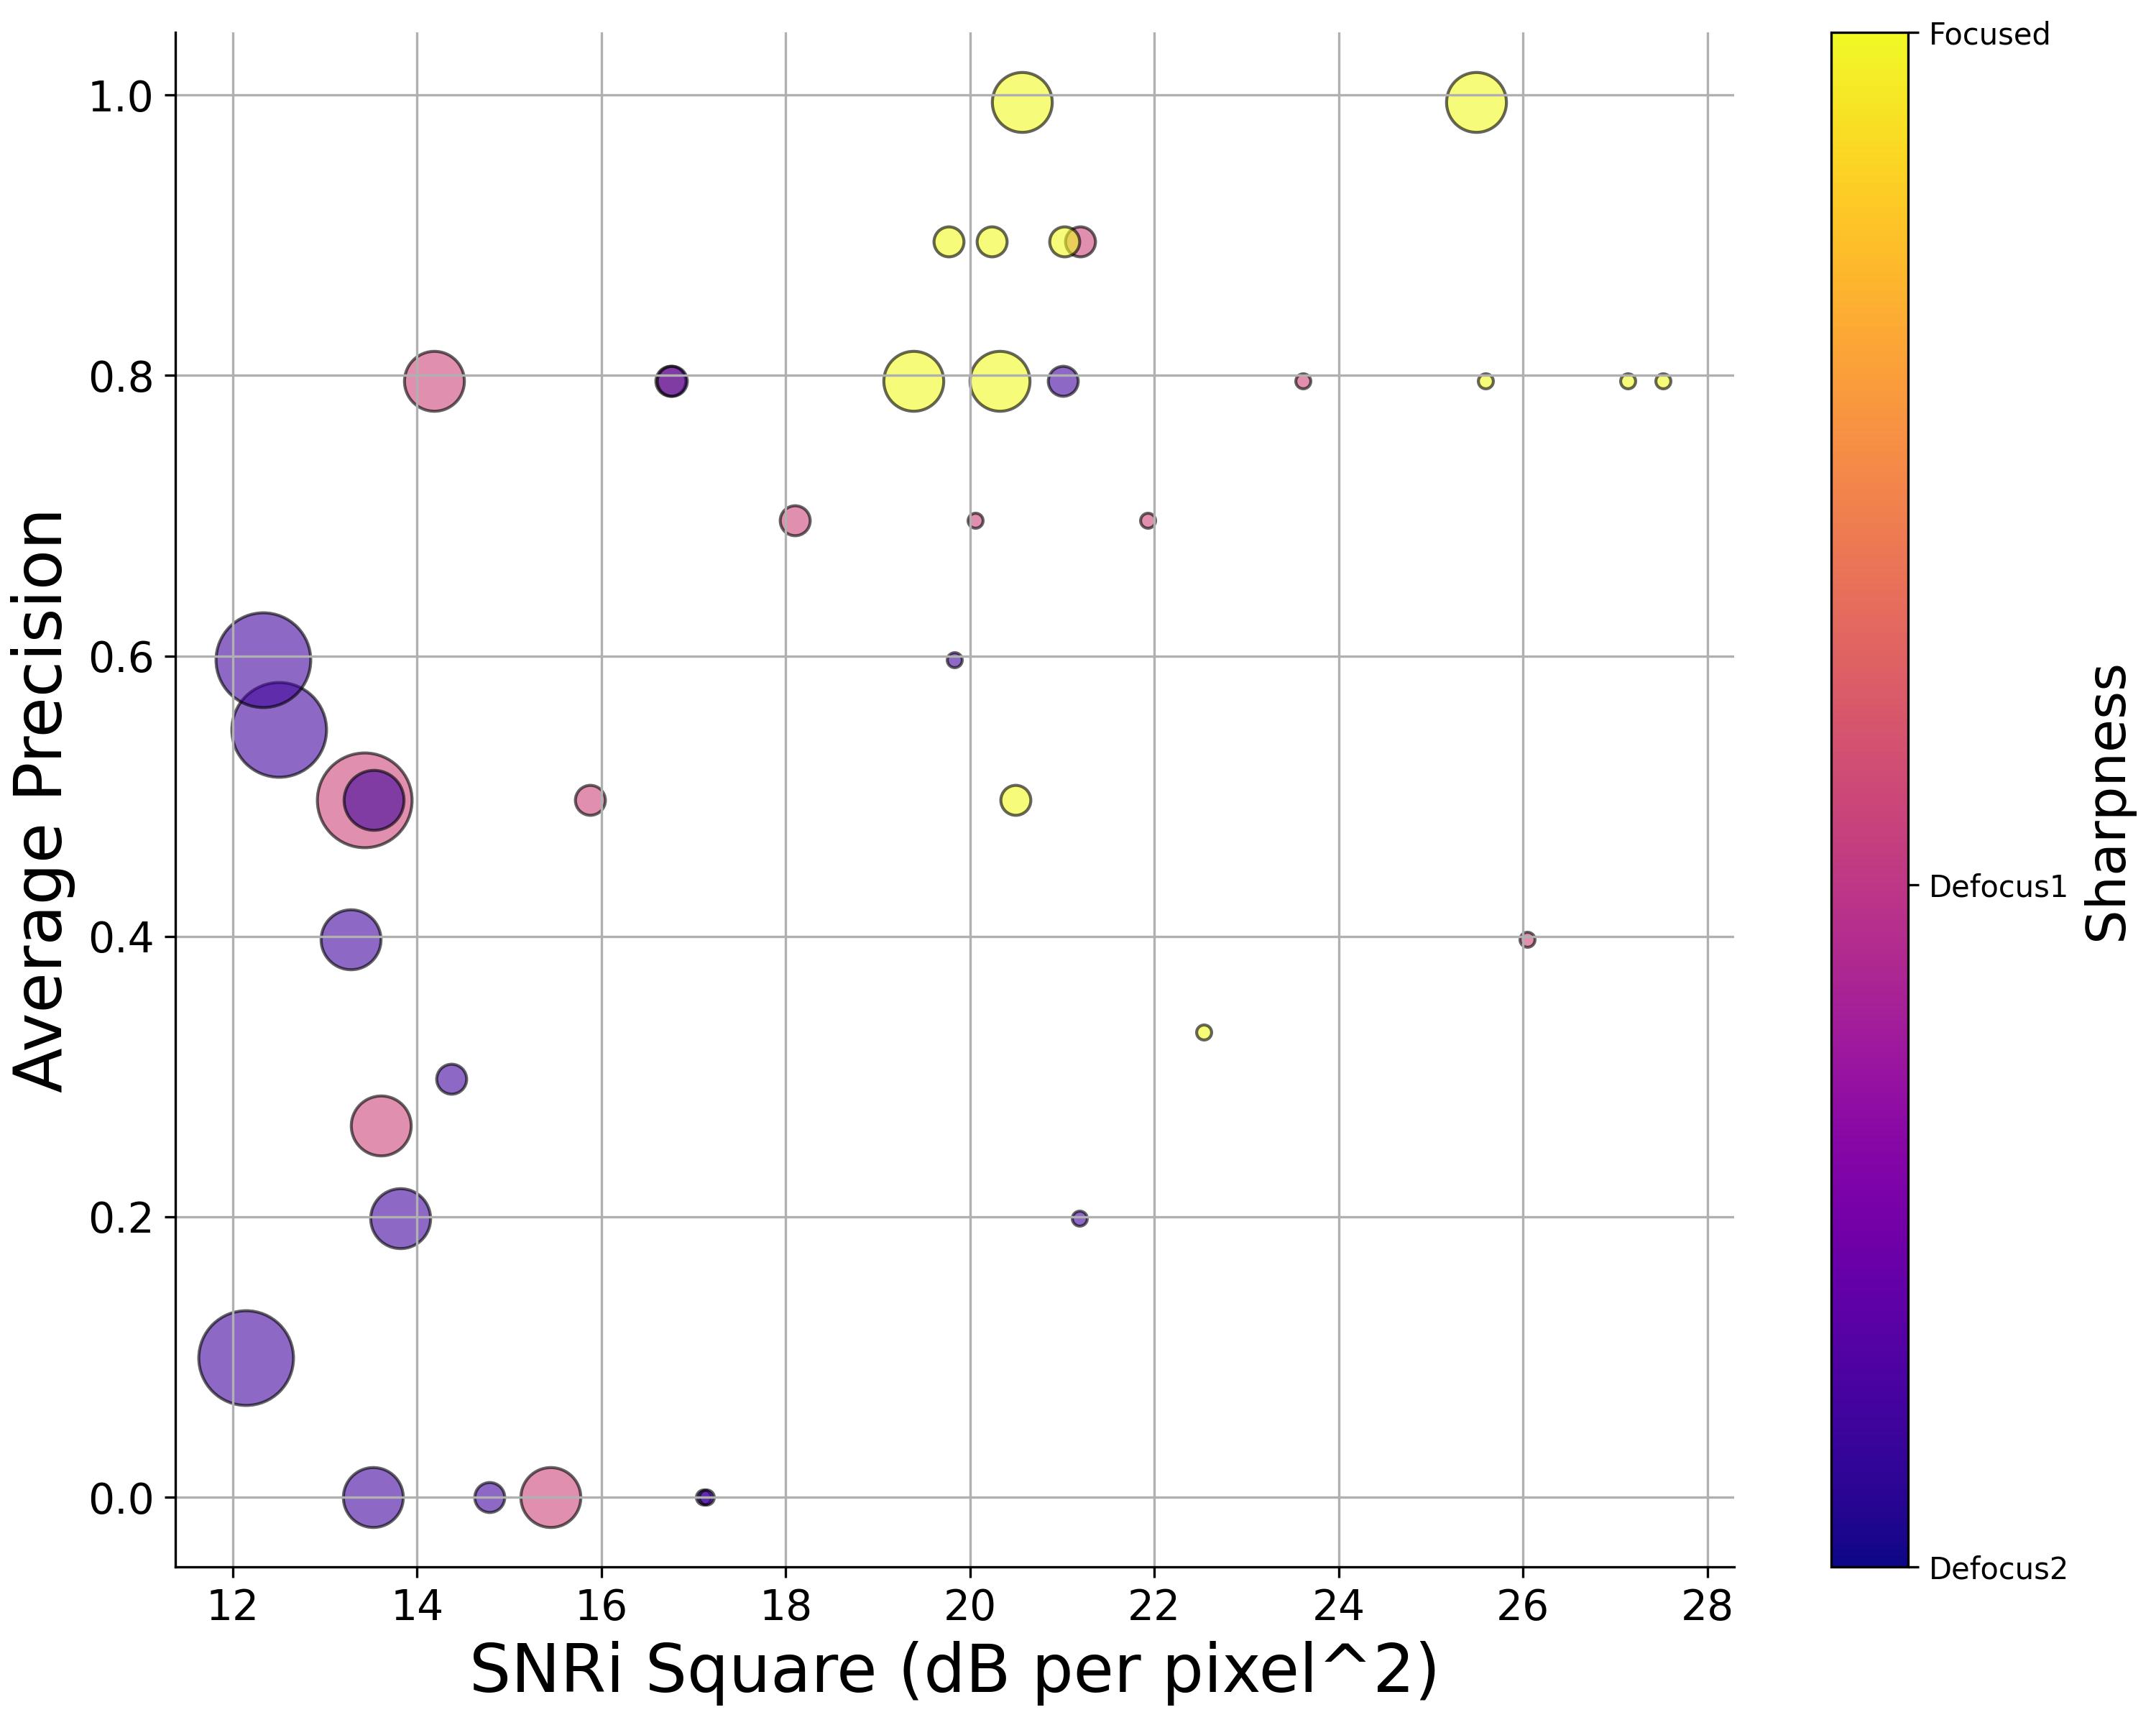 Average Precision
1.0
0.8
0.6
0.4
0.2
0.0
12 14 16 18 20 22 24 26 28
SNRi Square (dB per pixel^2)
Focused
Defocus1
Defocus2
Sharpness